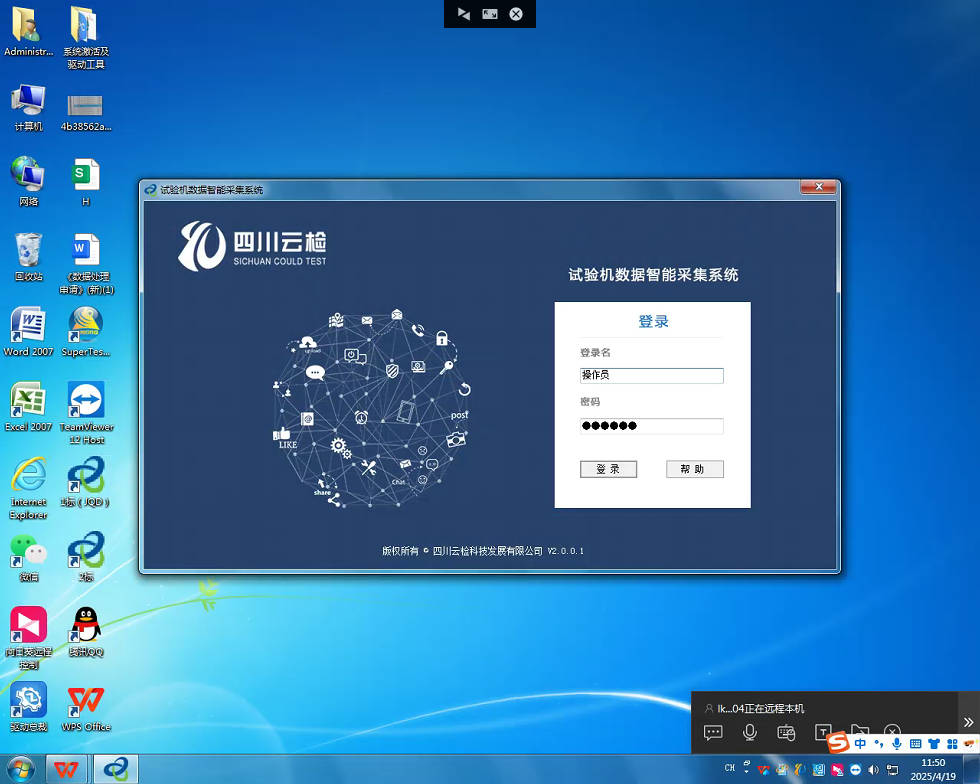 Administr...
系统激活及
驱动工具
计算机
4b38562a...
网络
S
H
回收站
W
《数据处理
申请》(新)(1)
Word 2007
SuperTes...
Excel 2007
TeamViewer
12 Host
Internet
Explorer
1标 ( JQD )
微信
2标
向日葵远程
控制
腾讯QQ
驱动总裁
WPS Office
试验机数据智能采集系统
四川云检
SICHUAN COULD TEST
试验机数据智能采集系统
登录
登录名
操作员
密码
●●●●●●
登 录
帮 助
upload
post
LIKE
Chat
share
版权所有 © 四川云检科技发展有限公司 V2.0.0.1
lk...04正在远程本机
中
CH
11:50
2025/4/19